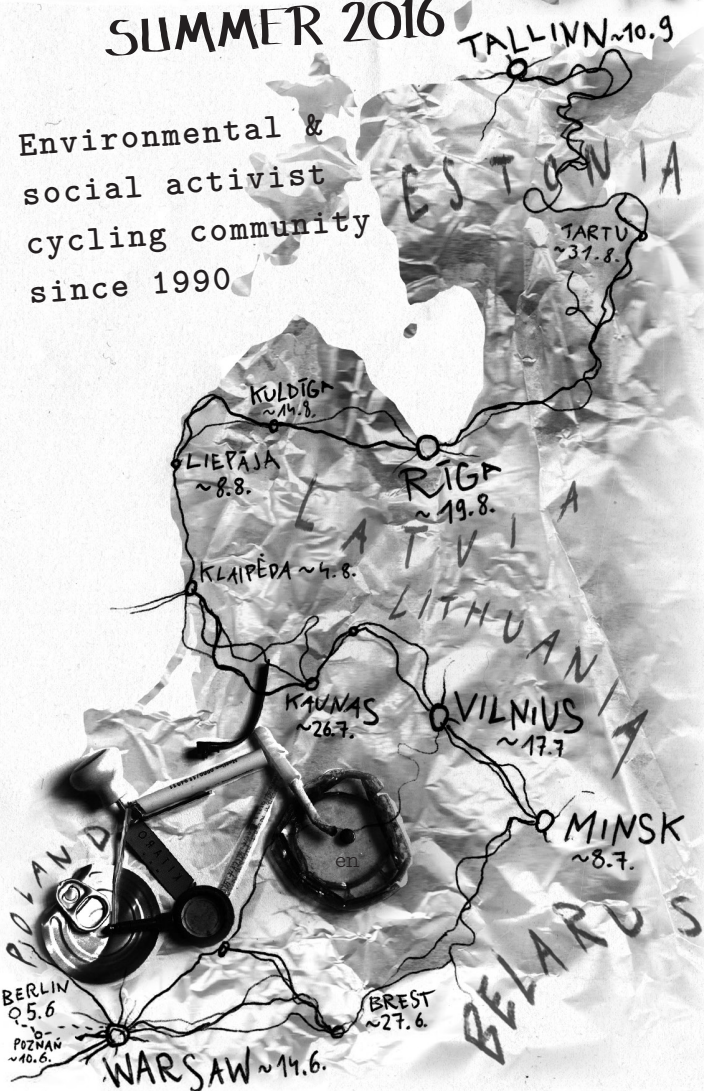 SUMMER 2016
TALLINN ~10.9
Environmental &
social activist
cycling community
since 1990
ESTONIA
TARTU
~31.8.
KULDĪGA
~14.8.
LIEPĀJA
~8.8.
RĪGA
~19.8.
LATVIA
KLAIPĖDA ~4.8.
LITHUANIA
KAUNAS
~26.7.
VILNIUS
~17.7
MINSK
~8.7.
en
POLAND
BELARUS
BERLIN
5.6
BREST
~27.6.
POZNAŃ
~10.6.
WARSAW ~14.6.